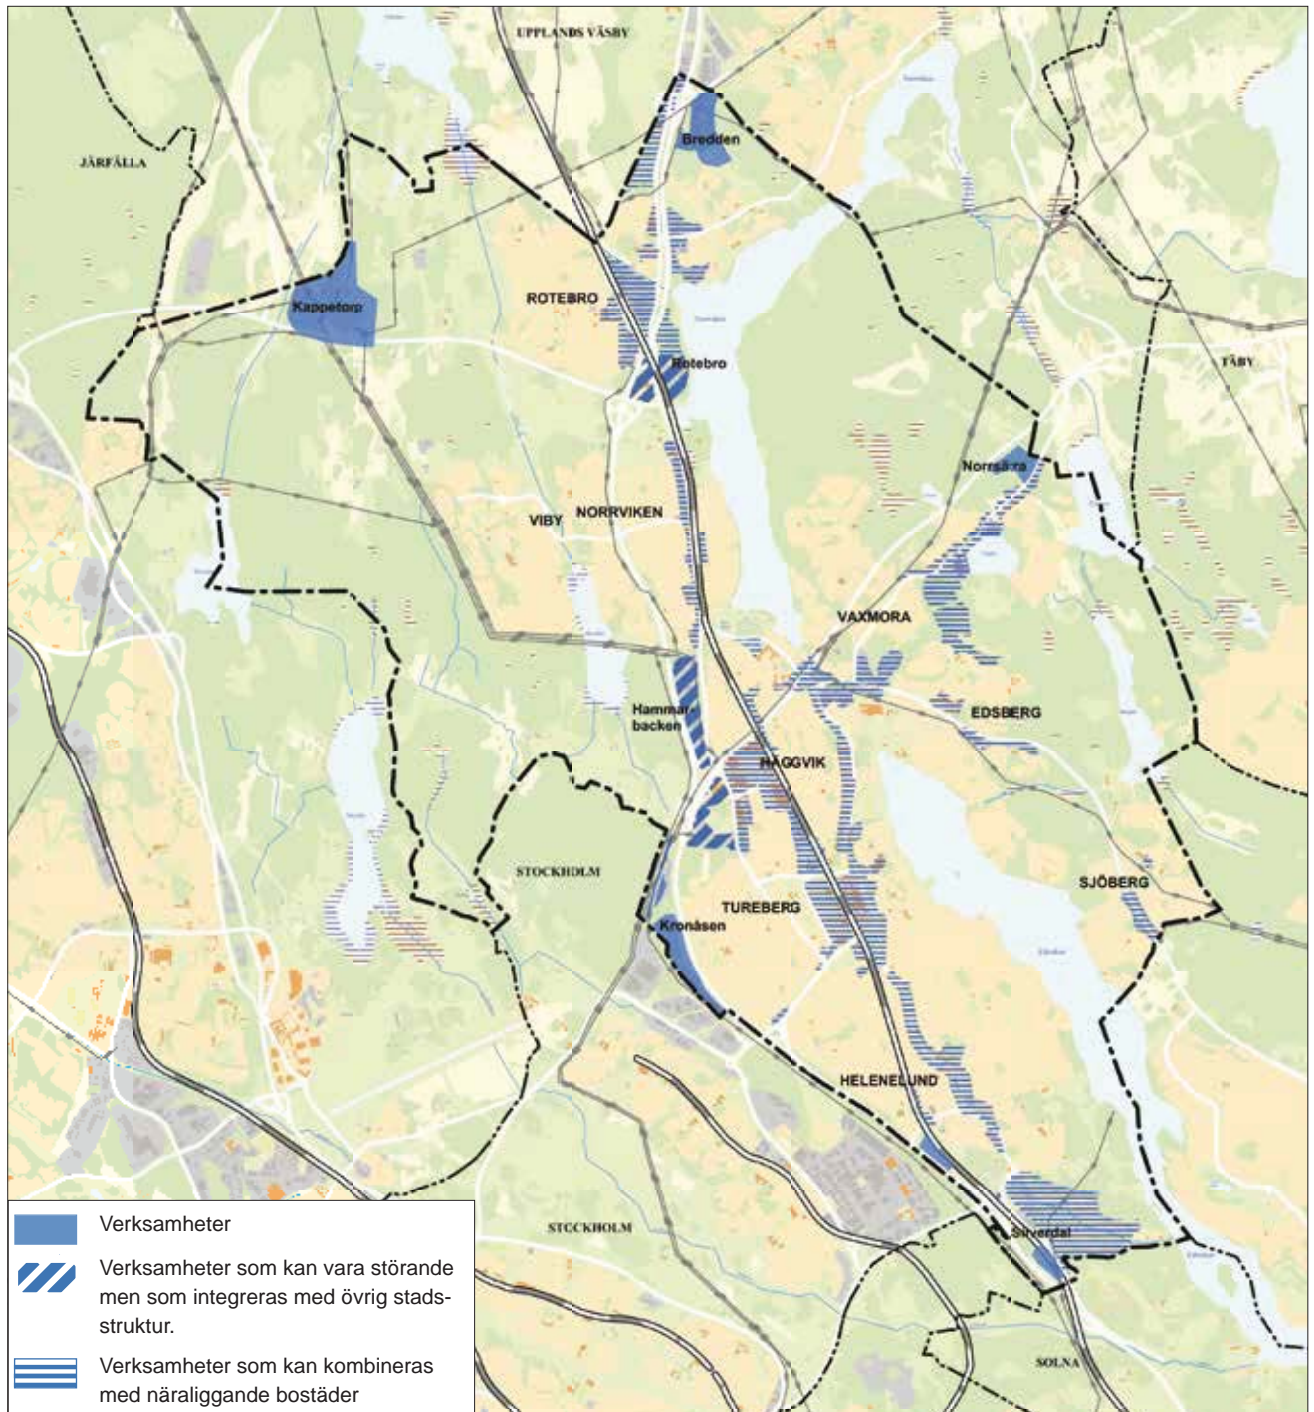 UPPLANDS VÄSBY
Bredden
JÄRFÄLLA
ROTEBRO
Kappetorp
TÄBY
Rotebro
Norrsätra
VIBY
NORRVIKEN
VAXMORA
Hammar-
backen
EDSBERG
HÄGGVIK
STOCKHOLM
SJÖBERG
TUREBERG
Kronåsen
HELENELUND
STOCKHOLM
Silverdal
SOLNA
Verksamheter
Verksamheter som kan vara störande
men som integreras med övrig stads-
struktur.
Verksamheter som kan kombineras
med näraliggande bostäder